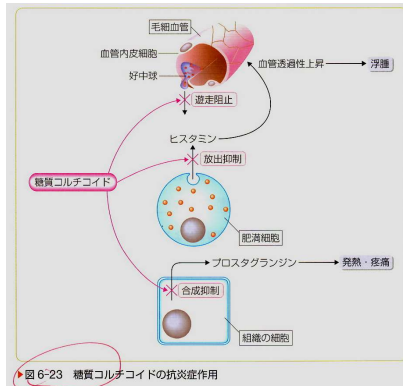 毛細血管
血管内皮細胞
好中球
血管透過性上昇
浮腫
遊走阻止
ヒスタミン
放出抑制
糖質コルチコイド
肥満細胞
プロスタグランジン
発熱・疼痛
合成抑制
組織の細胞
▶図6-23 糖質コルチコイドの抗炎症作用